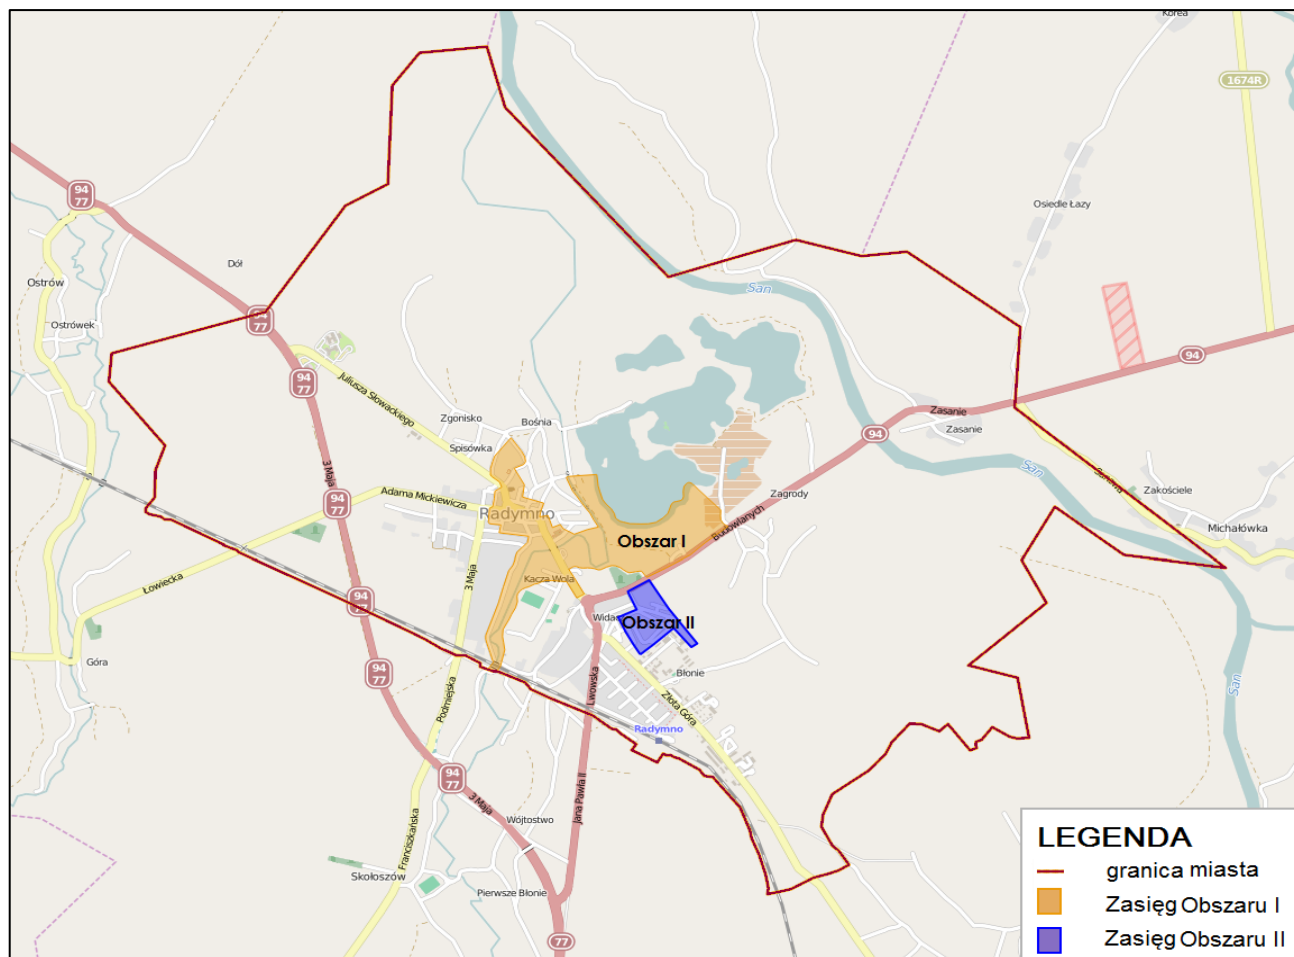 Korea
1674R
94
77
Osiedle Łazy
Dół
Ostrów
San
Ostrówek
94
77
94
Juliusza Słowackiego
94
77
Zgonisko
Bośnia
Zasanie
Spisówka
94
Zasanie
3 Maja
San
Zagrody
Adama Mickiewicza
94
77
Zakościele
Radymno
Budowlanych
Michałówka
Obszar I
Łowiecka
3 Maja
Kacza Wola
94
77
Obszar II
Góra
94
77
Błonie
San
Podmiejska
Lwowska
Złota Góra
Radymno
94
77
3 Maja
Jana Pawła II
Wójtostwo
Franciszkańska
Skołoszów
Pierwsze Błonie
77
LEGENDA
granica miasta
Zasięg Obszaru I
Zasięg Obszaru II